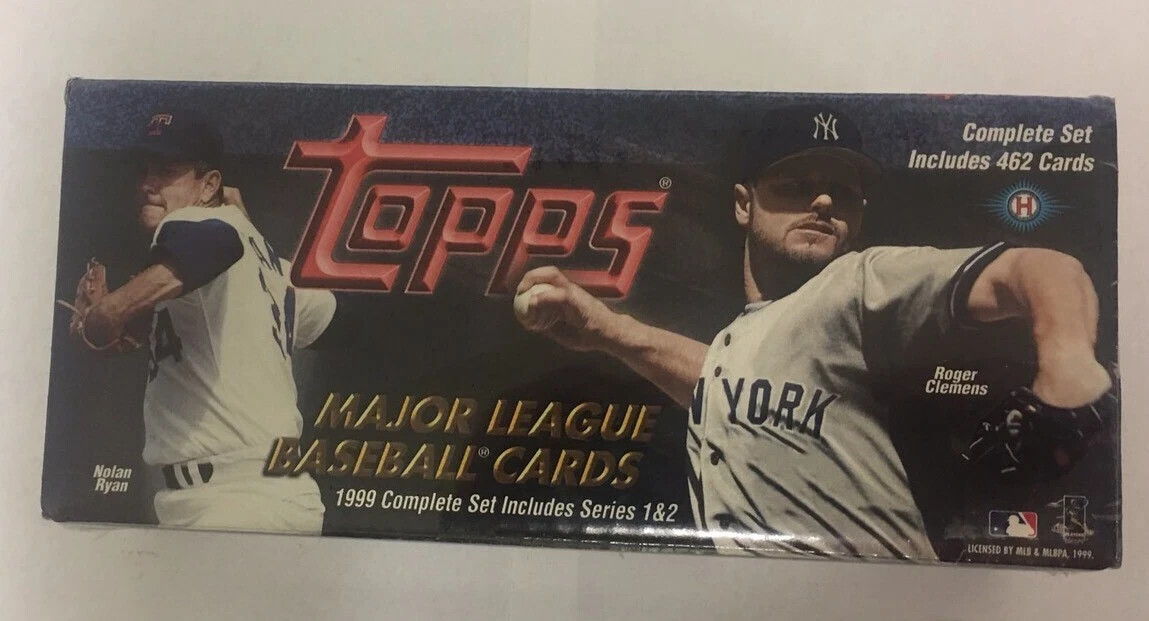 Topps®
Complete Set
Includes 462 Cards
H
NY
T
34
N YORK
Roger
Clemens
Nolan
Ryan
MAJOR LEAGUE
BASEBALL® CARDS
1999 Complete Set Includes Series 1&2
LICENSED BY MLB & MLBPA, 1999.